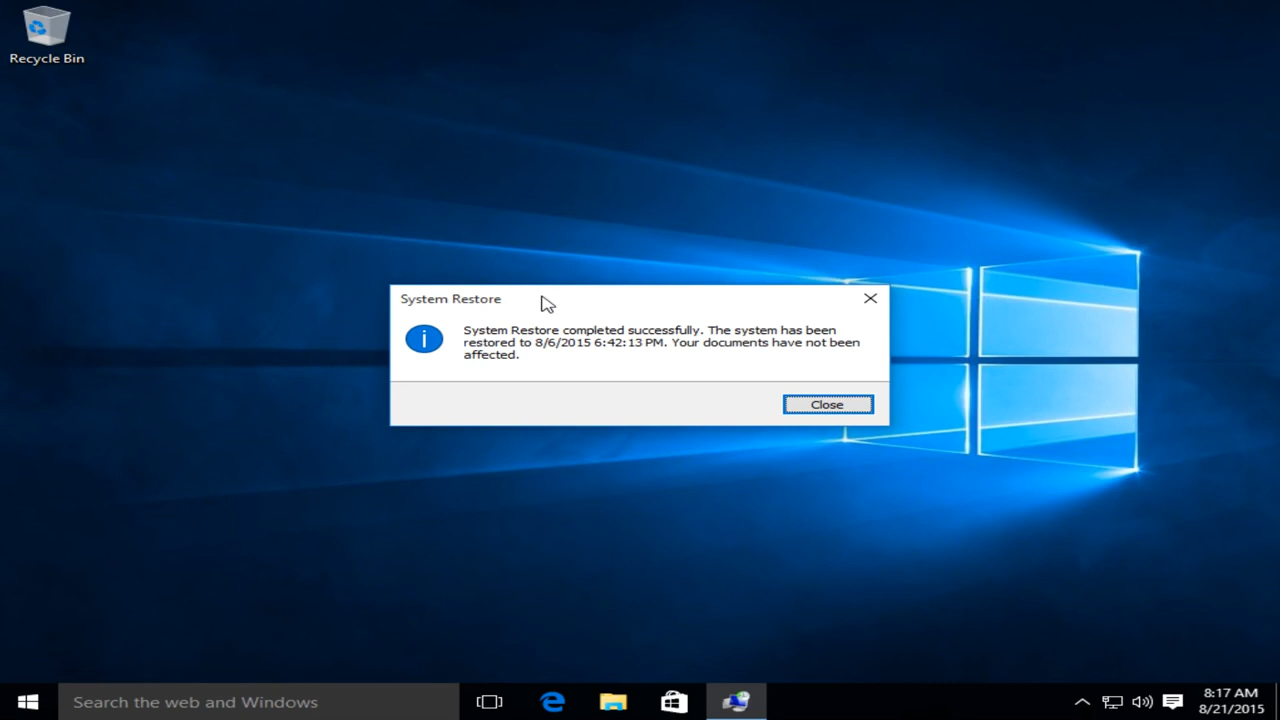 Recycle Bin
System Restore
System Restore completed successfully. The system has been
restored to 8/6/2015 6:42:13 PM. Your documents have not been
affected.
Close
Search the web and Windows
8:17 AM
8/21/2015